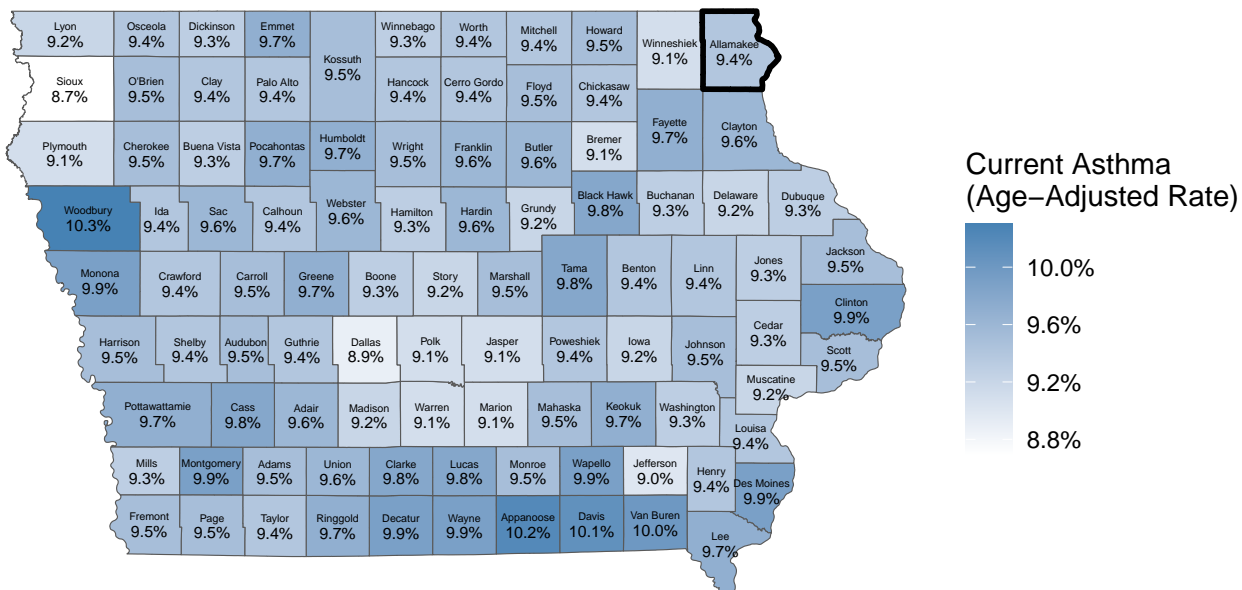 Lyon
9.2%
Osceola
9.4%
Dickinson
9.3%
Emmet
9.7%
Kossuth
9.5%
Winnebago
9.3%
Worth
9.4%
Mitchell
9.4%
Howard
9.5%
Winneshiek
9.1%
Allamakee
9.4%
Sioux
8.7%
O'Brien
9.5%
Clay
9.4%
Palo Alto
9.4%
Hancock
9.4%
Cerro Gordo
9.4%
Floyd
9.5%
Chickasaw
9.4%
Fayette
9.7%
Clayton
9.6%
Plymouth
9.1%
Cherokee
9.5%
Buena Vista
9.3%
Pocahontas
9.7%
Humboldt
9.7%
Wright
9.5%
Franklin
9.6%
Butler
9.6%
Bremer
9.1%
Woodbury
10.3%
Ida
9.4%
Sac
9.6%
Calhoun
9.4%
Webster
9.6%
Hamilton
9.3%
Hardin
9.6%
Grundy
9.2%
Black Hawk
9.8%
Buchanan
9.3%
Delaware
9.2%
Dubuque
9.3%
Monona
9.9%
Crawford
9.4%
Carroll
9.5%
Greene
9.7%
Boone
9.3%
Story
9.2%
Marshall
9.5%
Tama
9.8%
Benton
9.4%
Linn
9.4%
Jones
9.3%
Jackson
9.5%
Clinton
9.9%
Harrison
9.5%
Shelby
9.4%
Audubon
9.5%
Guthrie
9.4%
Dallas
8.9%
Polk
9.1%
Jasper
9.1%
Poweshiek
9.4%
Iowa
9.2%
Johnson
9.5%
Cedar
9.3%
Scott
9.5%
Muscatine
9.2%
Pottawattamie
9.7%
Cass
9.8%
Adair
9.6%
Madison
9.2%
Warren
9.1%
Marion
9.1%
Mahaska
9.5%
Keokuk
9.7%
Washington
9.3%
Louisa
9.4%
Mills
9.3%
Montgomery
9.9%
Adams
9.5%
Union
9.6%
Clarke
9.8%
Lucas
9.8%
Monroe
9.5%
Wapello
9.9%
Jefferson
9.0%
Henry
9.4%
Des Moines
9.9%
Fremont
9.5%
Page
9.5%
Taylor
9.4%
Ringgold
9.7%
Decatur
9.9%
Wayne
9.9%
Appanoose
10.2%
Davis
10.1%
Van Buren
10.0%
Lee
9.7%
Current Asthma
(Age−Adjusted Rate)
10.0%
9.6%
9.2%
8.8%